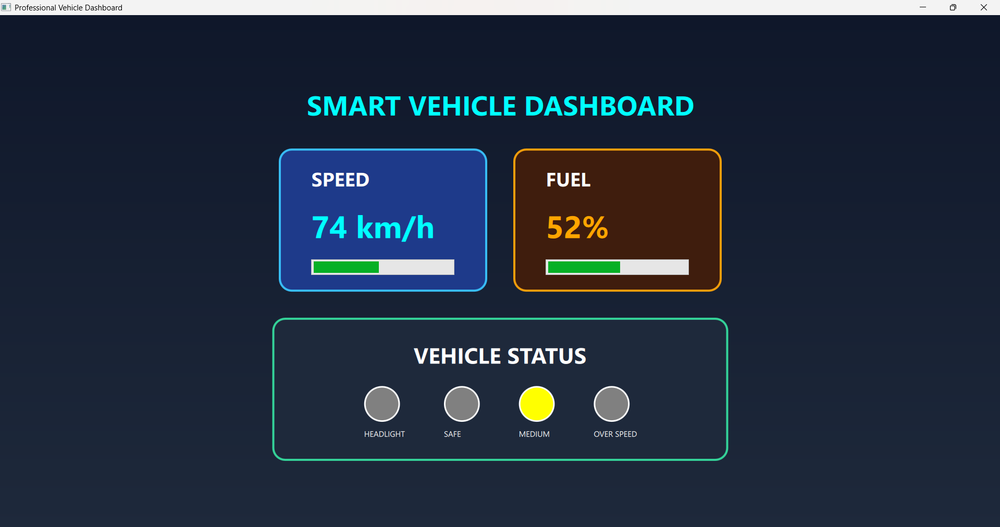 Professional Vehicle Dashboard
SMART VEHICLE DASHBOARD
SPEED
74 km/h
FUEL
52%
VEHICLE STATUS
HEADLIGHT
SAFE
MEDIUM
OVER SPEED